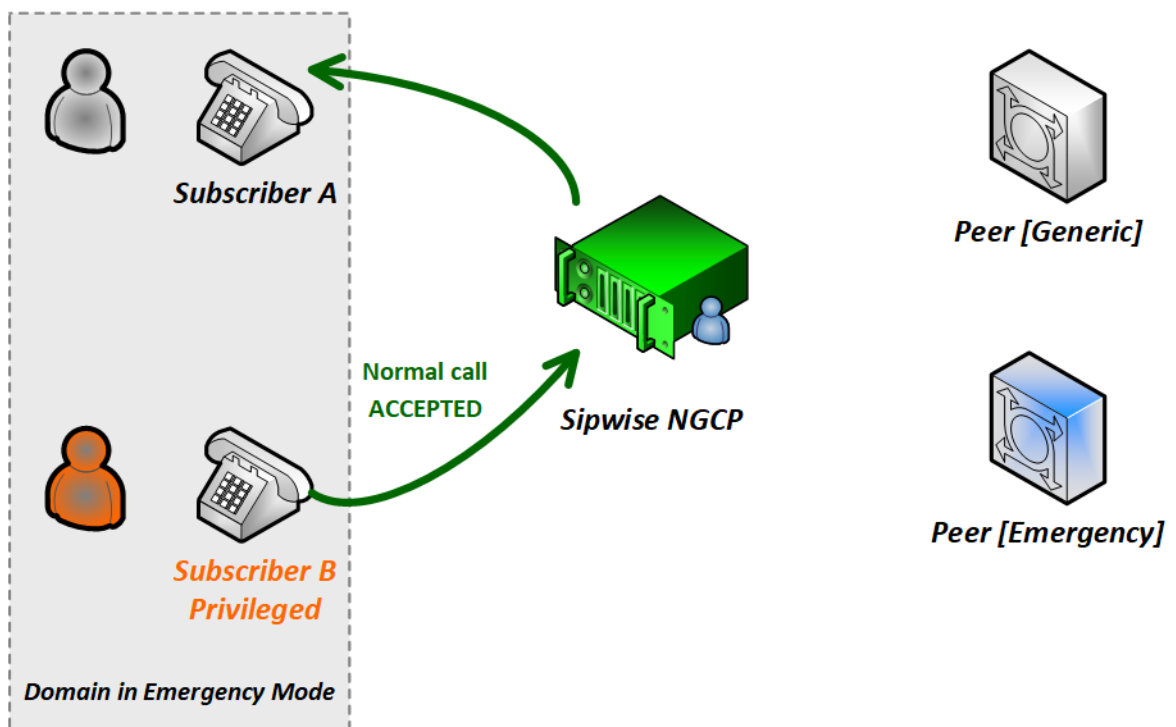 Subscriber A
Peer [Generic]
Normal call
ACCEPTED
Sipwise NGCP
Peer [Emergency]
Subscriber B
Privileged
Domain in Emergency Mode